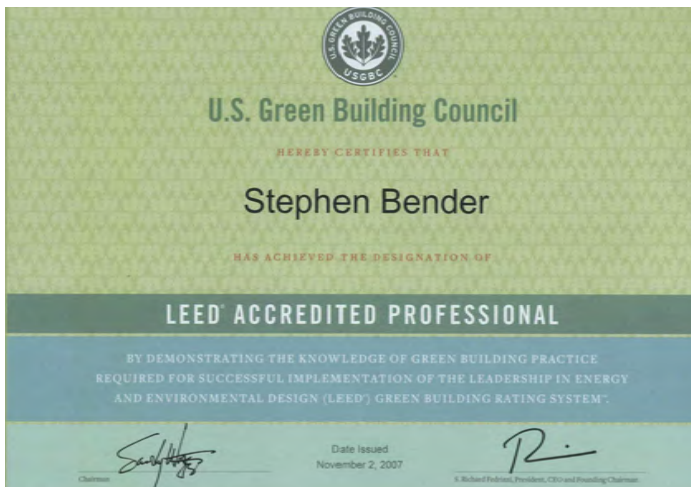 U.S. GREEN BUILDING COUNCIL
USGBC
U.S. Green Building Council
HEREBY CERTIFIES THAT
Stephen Bender
HAS ACHIEVED THE DESIGNATION OF
LEED® ACCREDITED PROFESSIONAL
BY DEMONSTRATING THE KNOWLEDGE OF GREEN BUILDING PRACTICE
REQUIRED FOR SUCCESSFUL IMPLEMENTATION OF THE LEADERSHIP IN ENERGY
AND ENVIRONMENTAL DESIGN (LEED®) GREEN BUILDING RATING SYSTEM™.
Date Issued
November 2, 2007
Chairman
S. Richard Fedrizzi, President, CEO and Founding Chairman